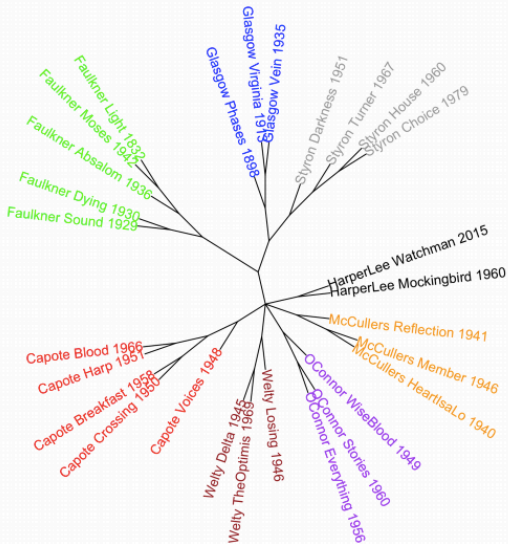 Glasgow Phases 1898
Glasgow Virginia 1913
Glasgow Vein 1935
Styron Darkness 1951
Styron Turner 1967
Styron House 1960
Styron Choice 1979
HarperLee Watchman 2015
HarperLee Mockingbird 1960
McCullers Reflection 1941
McCullers Member 1946
McCullers HeartIsaLo 1940
OConnor WiseBlood 1949
OConnor Stories 1960
OConnor Everything 1956
Welty Losing 1946
Welty TheOptimis 1969
Welty Delta 1945
Capote Voices 1948
Capote Crossing 1950
Capote Breakfast 1958
Capote Harp 1951
Capote Blood 1966
Faulkner Sound 1929
Faulkner Dying 1930
Faulkner Absalom 1936
Faulkner Moses 1942
Faulkner Light 1832